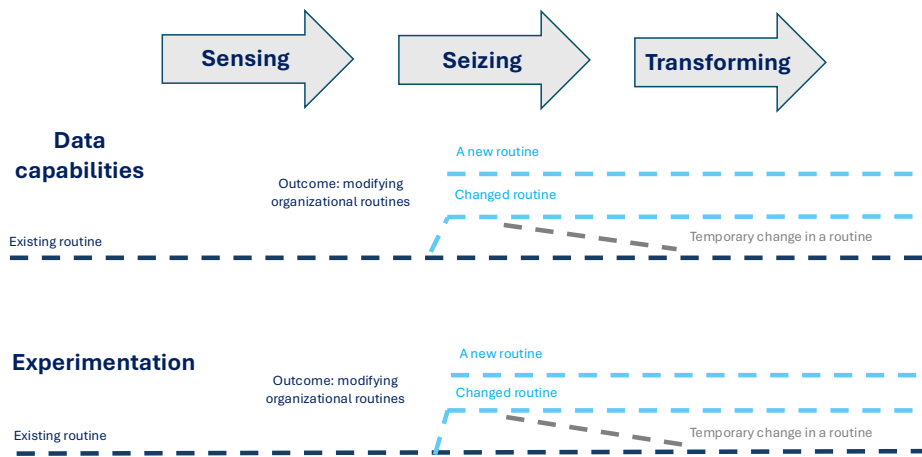 Sensing
Seizing
Transforming
Data
capabilities
A new routine
Outcome: modifying
organizational routines
Changed routine
Existing routine
Temporary change in a routine
Experimentation
A new routine
Outcome: modifying
organizational routines
Changed routine
Existing routine
Temporary change in a routine